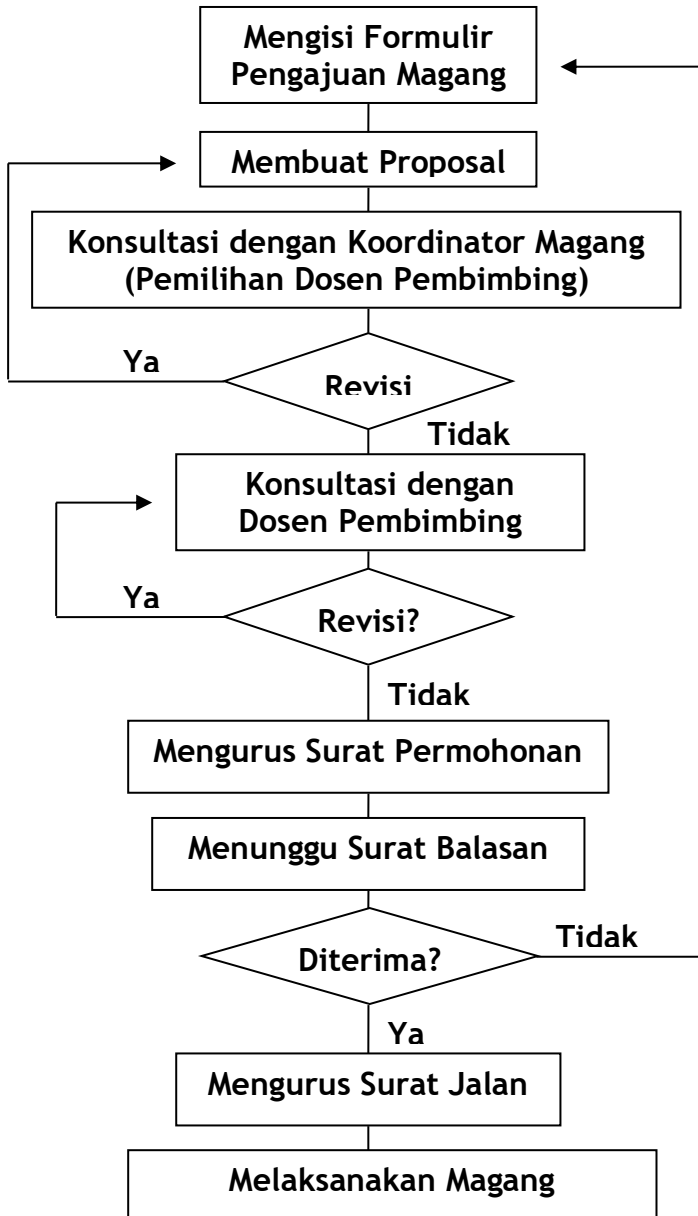 Mengisi Formulir
Pengajuan Magang
Membuat Proposal
Konsultasi dengan Koordinator Magang
(Pemilihan Dosen Pembimbing)
Ya
Revisi
Tidak
Konsultasi dengan
Dosen Pembimbing
Ya
Revisi?
Tidak
Mengurus Surat Permohonan
Menunggu Surat Balasan
Tidak
Diterima?
Ya
Mengurus Surat Jalan
Melaksanakan Magang